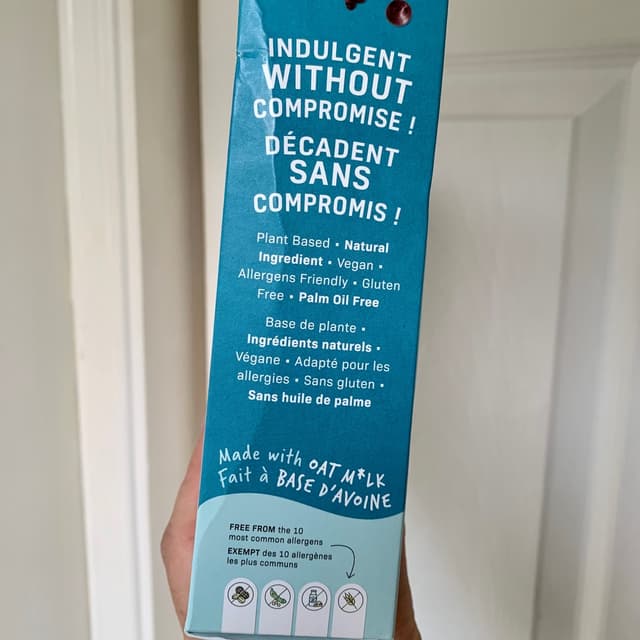 INDULGENT
WITHOUT
COMPROMISE !
DÉCADENT
SANS
COMPROMIS !
Plant Based • Natural
Ingredient • Vegan •
Allergens Friendly • Gluten
Free • Palm Oil Free
Base de plante •
Ingrédients naturels •
Végane • Adapté pour les
allergies • Sans gluten •
Sans huile de palme
Made with OAT M*LK
Fait à BASE D'AVOINE
FREE FROM the 10
most common allergens
EXEMPT des 10 allergènes
les plus communs